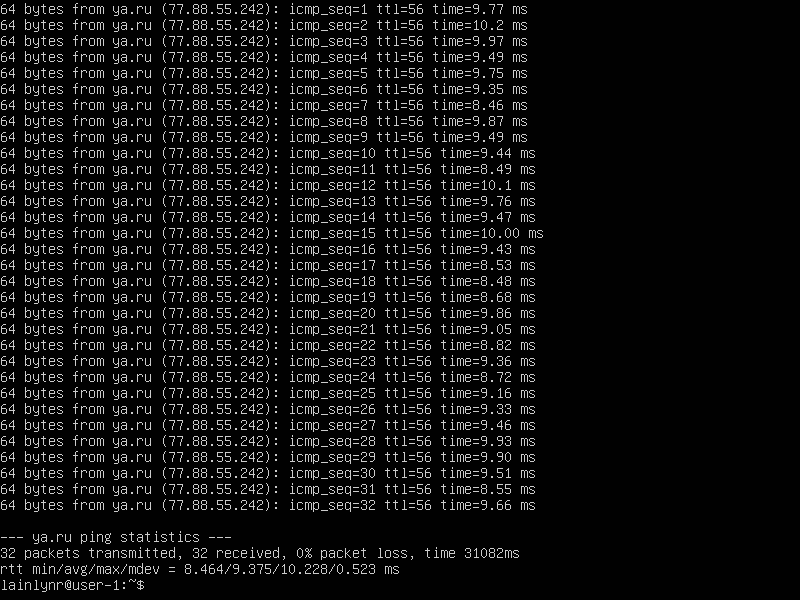 64 bytes from ya.ru (77.88.55.242): icmp_seq=1 ttl=56 time=9.77 ms
64 bytes from ya.ru (77.88.55.242): icmp_seq=2 ttl=56 time=10.2 ms
64 bytes from ya.ru (77.88.55.242): icmp_seq=3 ttl=56 time=9.97 ms
64 bytes from ya.ru (77.88.55.242): icmp_seq=4 ttl=56 time=9.49 ms
64 bytes from ya.ru (77.88.55.242): icmp_seq=5 ttl=56 time=9.75 ms
64 bytes from ya.ru (77.88.55.242): icmp_seq=6 ttl=56 time=9.35 ms
64 bytes from ya.ru (77.88.55.242): icmp_seq=7 ttl=56 time=8.46 ms
64 bytes from ya.ru (77.88.55.242): icmp_seq=8 ttl=56 time=9.87 ms
64 bytes from ya.ru (77.88.55.242): icmp_seq=9 ttl=56 time=9.49 ms
64 bytes from ya.ru (77.88.55.242): icmp_seq=10 ttl=56 time=9.44 ms
64 bytes from ya.ru (77.88.55.242): icmp_seq=11 ttl=56 time=8.49 ms
64 bytes from ya.ru (77.88.55.242): icmp_seq=12 ttl=56 time=10.1 ms
64 bytes from ya.ru (77.88.55.242): icmp_seq=13 ttl=56 time=9.76 ms
64 bytes from ya.ru (77.88.55.242): icmp_seq=14 ttl=56 time=9.47 ms
64 bytes from ya.ru (77.88.55.242): icmp_seq=15 ttl=56 time=10.00 ms
64 bytes from ya.ru (77.88.55.242): icmp_seq=16 ttl=56 time=9.43 ms
64 bytes from ya.ru (77.88.55.242): icmp_seq=17 ttl=56 time=8.53 ms
64 bytes from ya.ru (77.88.55.242): icmp_seq=18 ttl=56 time=8.48 ms
64 bytes from ya.ru (77.88.55.242): icmp_seq=19 ttl=56 time=8.68 ms
64 bytes from ya.ru (77.88.55.242): icmp_seq=20 ttl=56 time=9.86 ms
64 bytes from ya.ru (77.88.55.242): icmp_seq=21 ttl=56 time=9.05 ms
64 bytes from ya.ru (77.88.55.242): icmp_seq=22 ttl=56 time=8.82 ms
64 bytes from ya.ru (77.88.55.242): icmp_seq=23 ttl=56 time=9.36 ms
64 bytes from ya.ru (77.88.55.242): icmp_seq=24 ttl=56 time=8.72 ms
64 bytes from ya.ru (77.88.55.242): icmp_seq=25 ttl=56 time=9.16 ms
64 bytes from ya.ru (77.88.55.242): icmp_seq=26 ttl=56 time=9.33 ms
64 bytes from ya.ru (77.88.55.242): icmp_seq=27 ttl=56 time=9.46 ms
64 bytes from ya.ru (77.88.55.242): icmp_seq=28 ttl=56 time=9.93 ms
64 bytes from ya.ru (77.88.55.242): icmp_seq=29 ttl=56 time=9.90 ms
64 bytes from ya.ru (77.88.55.242): icmp_seq=30 ttl=56 time=9.51 ms
64 bytes from ya.ru (77.88.55.242): icmp_seq=31 ttl=56 time=8.55 ms
64 bytes from ya.ru (77.88.55.242): icmp_seq=32 ttl=56 time=9.66 ms
--- ya.ru ping statistics ---
32 packets transmitted, 32 received, 0% packet loss, time 31082ms
rtt min/avg/max/mdev = 8.464/9.375/10.228/0.523 ms
lainlynr@user-1:~$